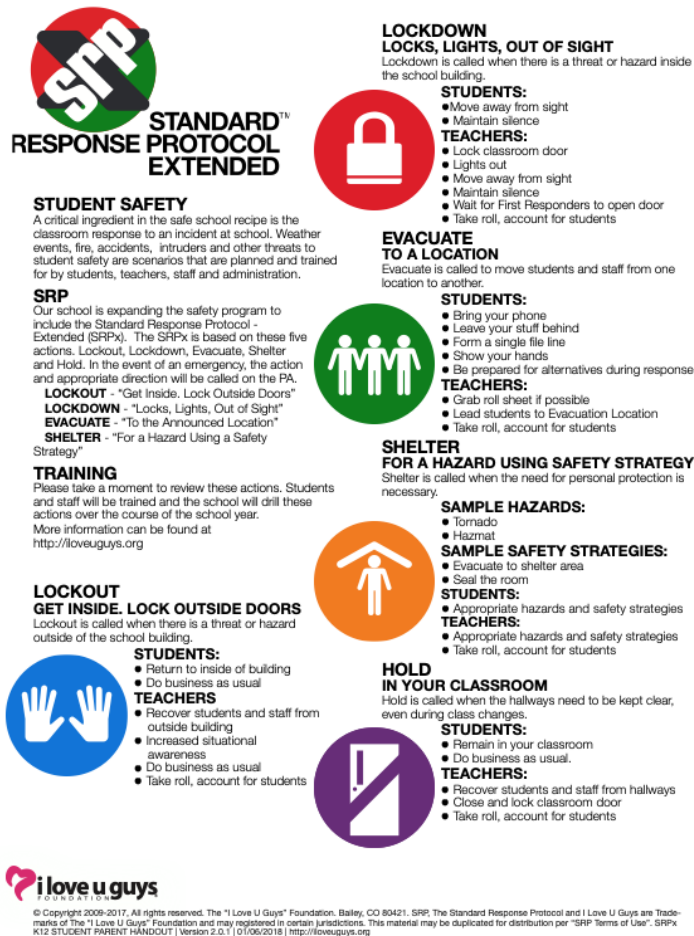 srp
STANDARD™
RESPONSE PROTOCOL
EXTENDED
STUDENT SAFETY
A critical ingredient in the safe school recipe is the
classroom response to an incident at school. Weather
events, fire, accidents, intruders and other threats to
student safety are scenarios that are planned and trained
for by students, teachers, staff and administration.
SRP
Our school is expanding the safety program to
include the Standard Response Protocol -
Extended (SRPx). The SRPx is based on these five
actions. Lockout, Lockdown, Evacuate, Shelter
and Hold. In the event of an emergency, the action
and appropriate direction will be called on the PA.
LOCKOUT - "Get Inside. Lock Outside Doors"
LOCKDOWN - "Locks, Lights, Out of Sight"
EVACUATE - "To the Announced Location"
SHELTER - "For a Hazard Using a Safety
Strategy"
TRAINING
Please take a moment to review these actions. Students
and staff will be trained and the school will drill these
actions over the course of the school year.
More information can be found at
http://iloveuguys.org
LOCKOUT
GET INSIDE. LOCK OUTSIDE DOORS
Lockout is called when there is a threat or hazard
outside of the school building.
STUDENTS:
● Return to inside of building
● Do business as usual
TEACHERS
● Recover students and staff from
outside building
● Increased situational
awareness
● Do business as usual
● Take roll, account for students
LOCKDOWN
LOCKS, LIGHTS, OUT OF SIGHT
Lockdown is called when there is a threat or hazard inside
the school building.
STUDENTS:
●Move away from sight
● Maintain silence
TEACHERS:
● Lock classroom door
● Lights out
● Move away from sight
● Maintain silence
● Wait for First Responders to open door
● Take roll, account for students
EVACUATE
TO A LOCATION
Evacuate is called to move students and staff from one
location to another.
STUDENTS:
● Bring your phone
● Leave your stuff behind
● Form a single file line
● Show your hands
● Be prepared for alternatives during response
TEACHERS:
● Grab roll sheet if possible
● Lead students to Evacuation Location
● Take roll, account for students
SHELTER
FOR A HAZARD USING SAFETY STRATEGY
Shelter is called when the need for personal protection is
necessary.
SAMPLE HAZARDS:
● Tornado
● Hazmat
SAMPLE SAFETY STRATEGIES:
● Evacuate to shelter area
● Seal the room
STUDENTS:
● Appropriate hazards and safety strategies
TEACHERS:
● Appropriate hazards and safety strategies
● Take roll, account for students
HOLD
IN YOUR CLASSROOM
Hold is called when the hallways need to be kept clear,
even during class changes.
STUDENTS:
● Remain in your classroom
● Do business as usual.
TEACHERS:
● Recover students and staff from hallways
● Close and lock classroom door
● Take roll, account for students
i love u guys
FOUNDATION
© Copyright 2009-2017, All rights reserved. The "I Love U Guys" Foundation. Bailey, CO 80421. SRP, The Standard Response Protocol and I Love U Guys are Trade-
marks of The "I Love U Guys" Foundation and may registered in certain jurisdictions. This material may be duplicated for distribution per "SRP Terms of Use". SRPx
K12 STUDENT PARENT HANDOUT | Version 2.0.1 | 01/06/2018 | http://iloveuguys.org